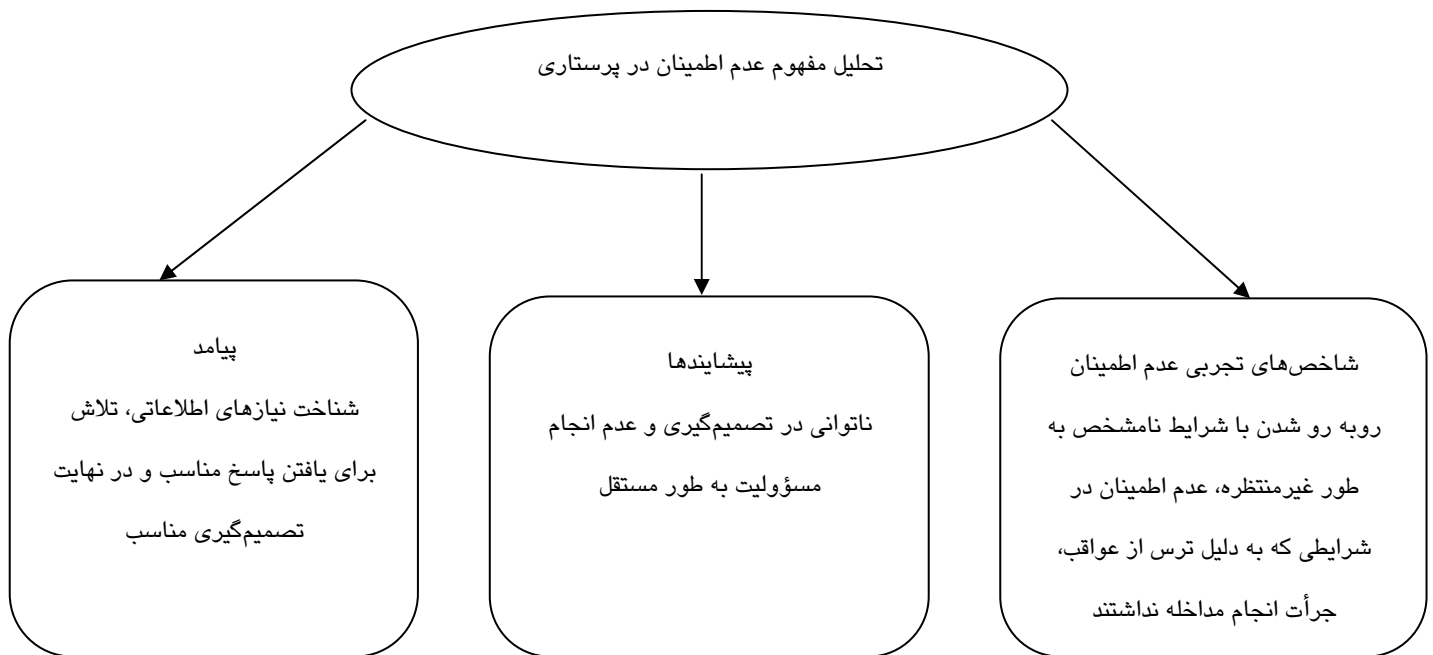 تحلیل مفهوم عدم اطمینان در پرستاری
شاخص‌های تجربی عدم اطمینان
روبه رو شدن با شرایط نامشخص به
طور غیرمنتظره، عدم اطمینان در
شرایطی که به دلیل ترس از عواقب،
جرأت انجام مداخله نداشتند
پیشایندها
ناتوانی در تصمیم‌گیری و عدم انجام
مسؤولیت به طور مستقل
پیامد
شناخت نیازهای اطلاعاتی، تلاش
برای یافتن پاسخ مناسب و در نهایت
تصمیم‌گیری مناسب